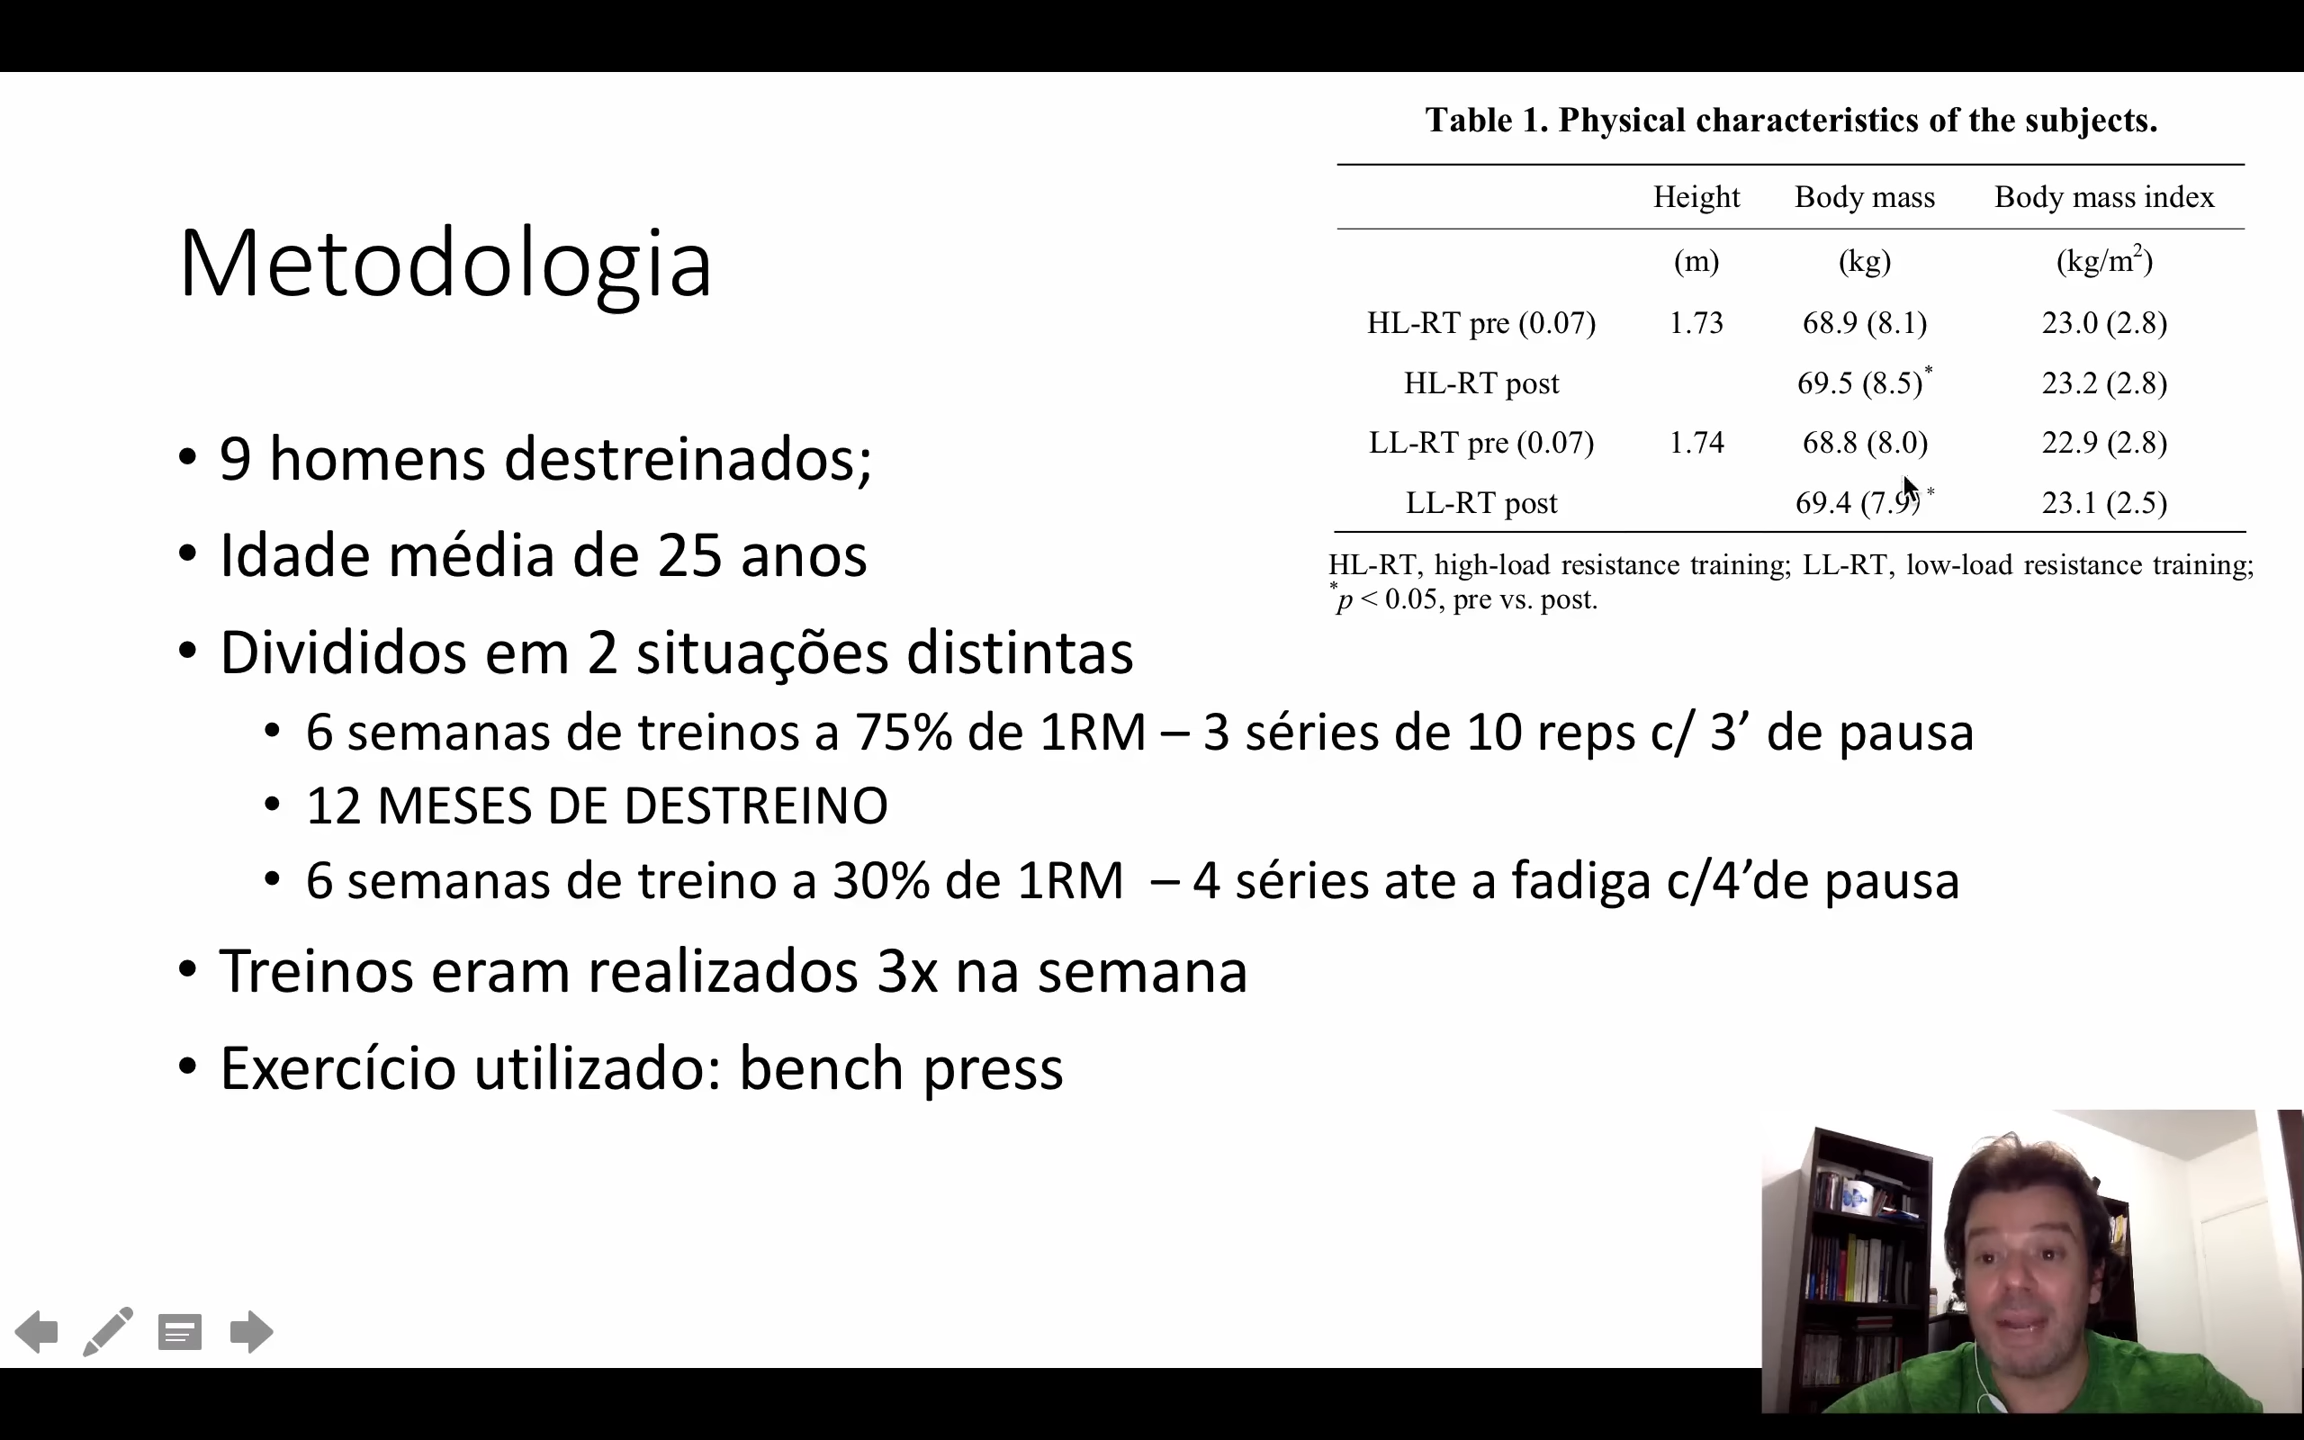 Table 1. Physical characteristics of the subjects.
Height Body mass Body mass index
(m) (kg) (kg/m²)
HL-RT pre (0.07) 1.73 68.9 (8.1) 23.0 (2.8)
HL-RT post 69.5 (8.5)* 23.2 (2.8)
LL-RT pre (0.07) 1.74 68.8 (8.0) 22.9 (2.8)
LL-RT post 69.4 (7.9)* 23.1 (2.5)
HL-RT, high-load resistance training; LL-RT, low-load resistance training;
*p < 0.05, pre vs. post.
Metodologia
• 9 homens destreinados;
• Idade média de 25 anos
• Divididos em 2 situações distintas
• 6 semanas de treinos a 75% de 1RM – 3 séries de 10 reps c/ 3’ de pausa
• 12 MESES DE DESTREINO
• 6 semanas de treino a 30% de 1RM – 4 séries ate a fadiga c/4’de pausa
• Treinos eram realizados 3x na semana
• Exercício utilizado: bench press